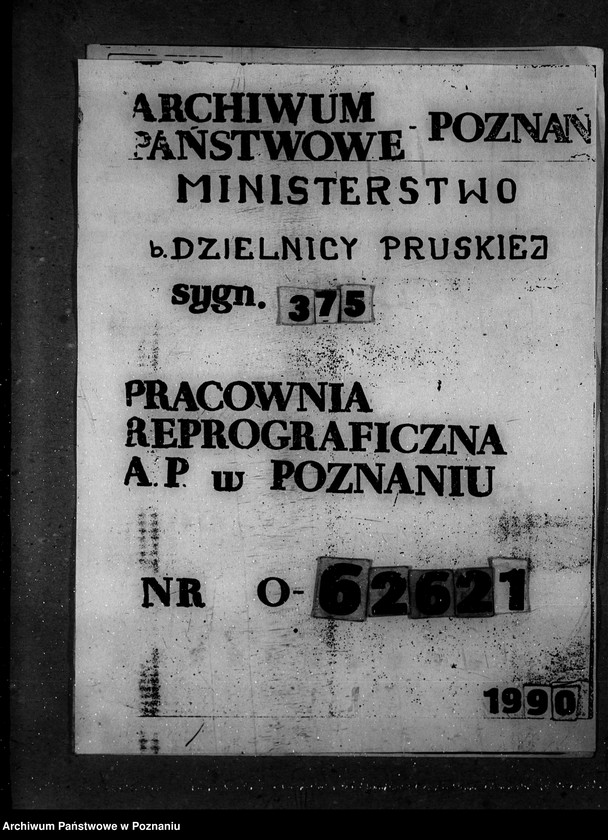 ARCHIWUM
PAŃSTWOWE - POZNAŃ
MINISTERSTWO
b. DZIELNICY PRUSKIEJ
sygn. 375
PRACOWNIA
REPROGRAFICZNA
A.P. w POZNANIU
NR O-62621
1990
Archiwum Państwowe w Poznaniu